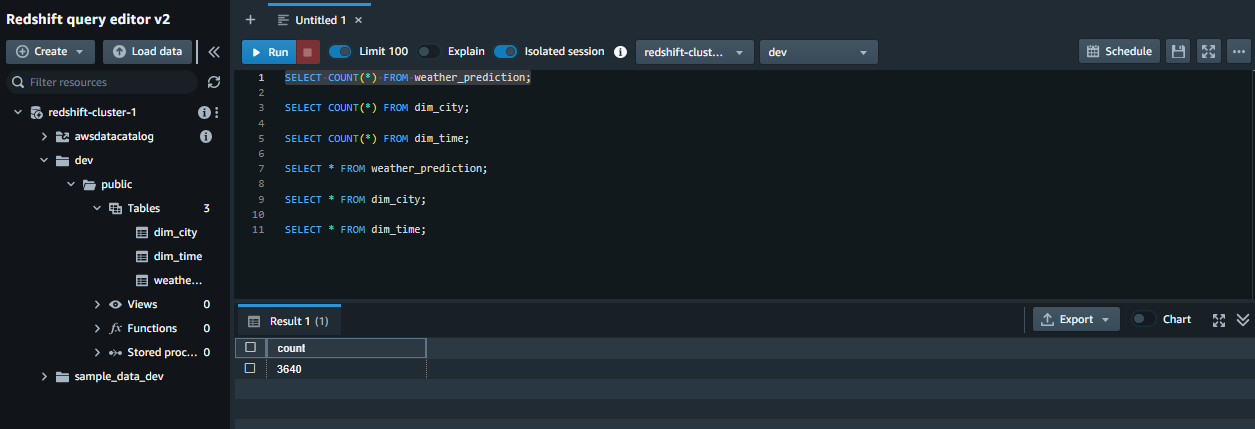 Redshift query editor v2
Create
Load data
Filter resources
redshift-cluster-1
awsdatacatalog
dev
public
Tables 3
dim_city
dim_time
weathe...
Views 0
fx Functions 0
Stored proc... 0
sample_data_dev
Untitled 1
Run
Limit 100
Explain
Isolated session
redshift-clust...
dev
Schedule
1 SELECT COUNT(*) FROM weather_prediction;
2
3 SELECT COUNT(*) FROM dim_city;
4
5 SELECT COUNT(*) FROM dim_time;
6
7 SELECT * FROM weather_prediction;
8
9 SELECT * FROM dim_city;
10
11 SELECT * FROM dim_time;
Result 1 (1)
Export
Chart
count
3640